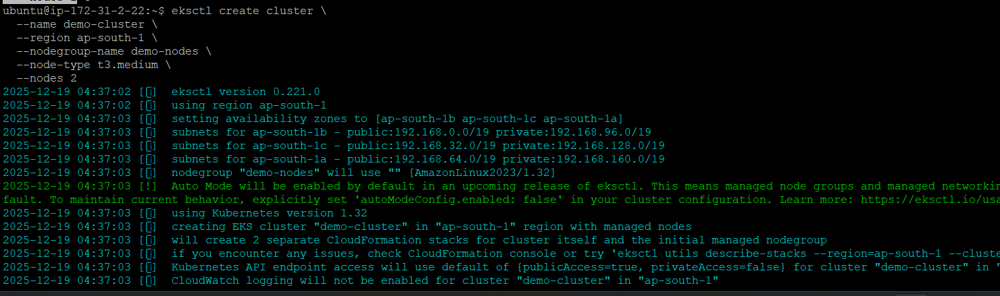 ubuntu@ip-172-31-2-22:~$ eksctl create cluster \
--name demo-cluster \
--region ap-south-1 \
--nodegroup-name demo-nodes \
--node-type t3.medium \
--nodes 2
2025-12-19 04:37:02 [ℹ] eksctl version 0.221.0
2025-12-19 04:37:02 [ℹ] using region ap-south-1
2025-12-19 04:37:03 [ℹ] setting availability zones to [ap-south-1b ap-south-1c ap-south-1a]
2025-12-19 04:37:03 [ℹ] subnets for ap-south-1b - public:192.168.0.0/19 private:192.168.96.0/19
2025-12-19 04:37:03 [ℹ] subnets for ap-south-1c - public:192.168.32.0/19 private:192.168.128.0/19
2025-12-19 04:37:03 [ℹ] subnets for ap-south-1a - public:192.168.64.0/19 private:192.168.160.0/19
2025-12-19 04:37:03 [ℹ] nodegroup "demo-nodes" will use "" [AmazonLinux2023/1.32]
2025-12-19 04:37:03 [!] Auto Mode will be enabled by default in an upcoming release of eksctl. This means managed node groups and managed networkin
fault. To maintain current behavior, explicitly set 'autoModeConfig.enabled: false' in your cluster configuration. Learn more: https://eksctl.io/usa
2025-12-19 04:37:03 [ℹ] using Kubernetes version 1.32
2025-12-19 04:37:03 [ℹ] creating EKS cluster "demo-cluster" in "ap-south-1" region with managed nodes
2025-12-19 04:37:03 [ℹ] will create 2 separate CloudFormation stacks for cluster itself and the initial managed nodegroup
2025-12-19 04:37:03 [ℹ] if you encounter any issues, check CloudFormation console or try 'eksctl utils describe-stacks --region=ap-south-1 --cluste
2025-12-19 04:37:03 [ℹ] Kubernetes API endpoint access will use default of {publicAccess=true, privateAccess=false} for cluster "demo-cluster" in "
2025-12-19 04:37:03 [ℹ] CloudWatch logging will not be enabled for cluster "demo-cluster" in "ap-south-1"